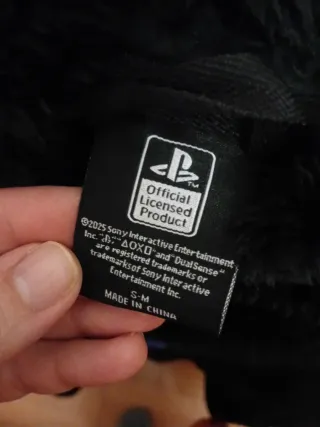 Official
Licensed
Product
©2025 Sony Interactive Entertainment
Inc. "△OX□" and "DualSense"
are registered trademarks or
trademarks of Sony Interactive
Entertainment Inc.
S-M
MADE IN CHINA